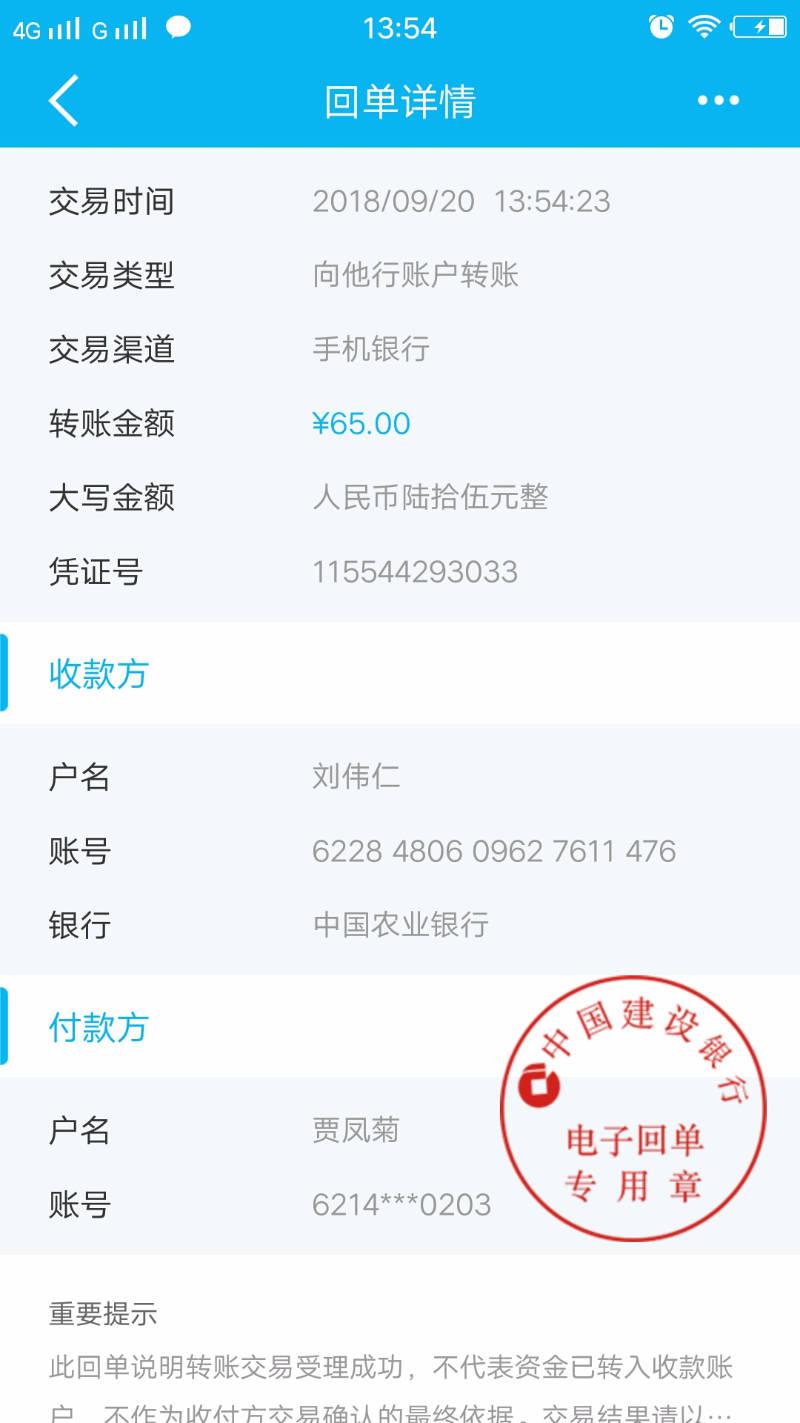 4G G 13:54
回单详情
交易时间 2018/09/20 13:54:23
交易类型 向他行账户转账
交易渠道 手机银行
转账金额 ¥65.00
大写金额 人民币陆拾伍元整
凭证号 115544293033
收款方
户名 刘伟仁
账号 6228 4806 0962 7611 476
银行 中国农业银行
付款方
户名 贾凤菊
账号 6214***0203
中国建设银行
电子回单
专用章
重要提示
此回单说明转账交易受理成功，不代表资金已转入收款账
户，不作为收付方交易确认的最终依据。交易结果请以…